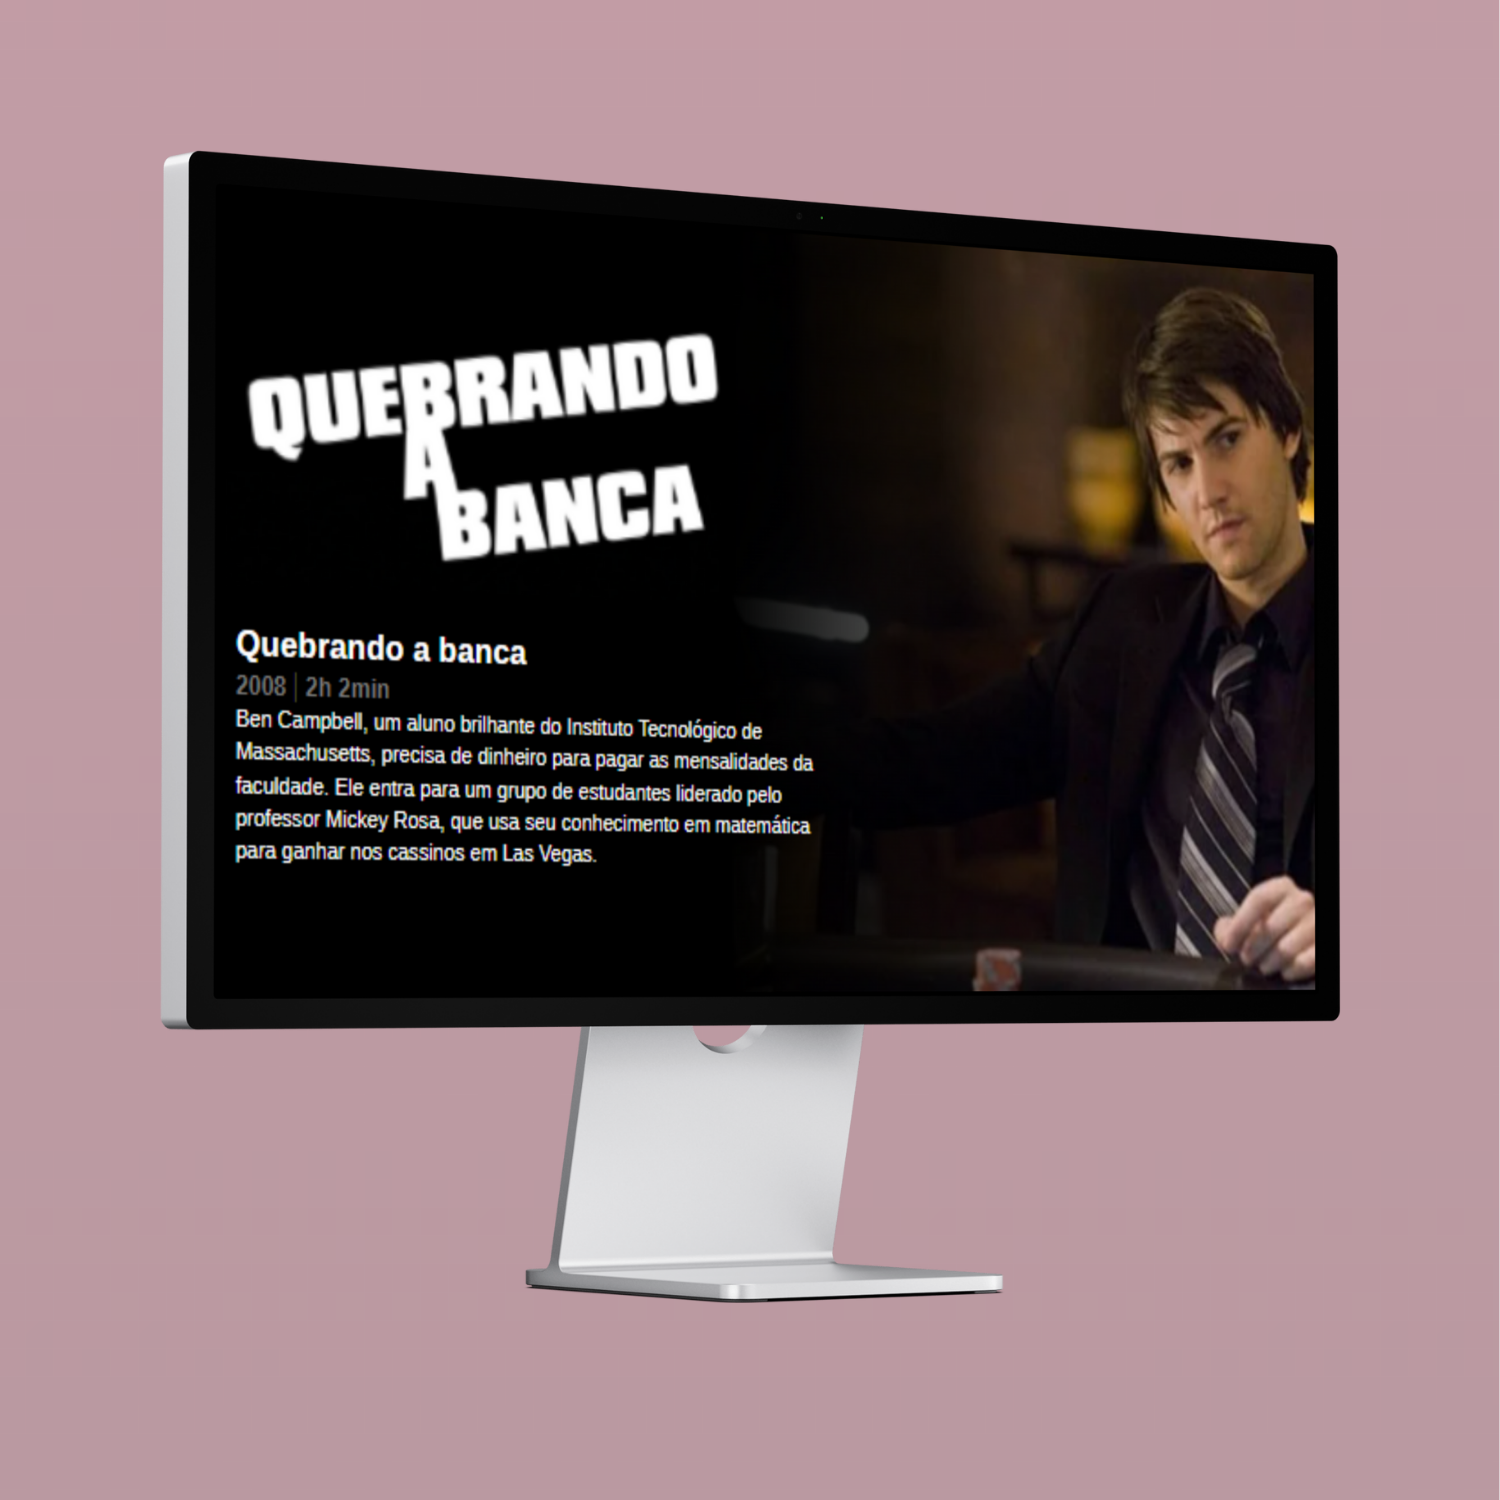 QUEBRANDO
A
BANCA
Quebrando a banca
2008 | 2h 2min
Ben Campbell, um aluno brilhante do Instituto Tecnológico de
Massachusetts, precisa de dinheiro para pagar as mensalidades da
faculdade. Ele entra para um grupo de estudantes liderado pelo
professor Mickey Rosa, que usa seu conhecimento em matemática
para ganhar nos cassinos em Las Vegas.